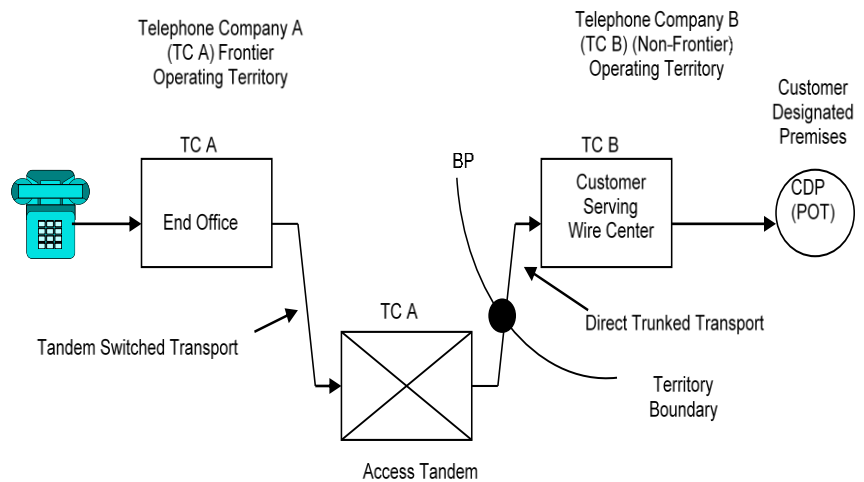 Telephone Company A
(TC A) Frontier
Operating Territory
Telephone Company B
(TC B) (Non-Frontier)
Operating Territory
Customer
Designated
Premises
TC A
End Office
BP
TC B
Customer
Serving
Wire Center
CDP
(POT)
Tandem Switched Transport
TC A
Direct Trunked Transport
Territory
Boundary
Access Tandem